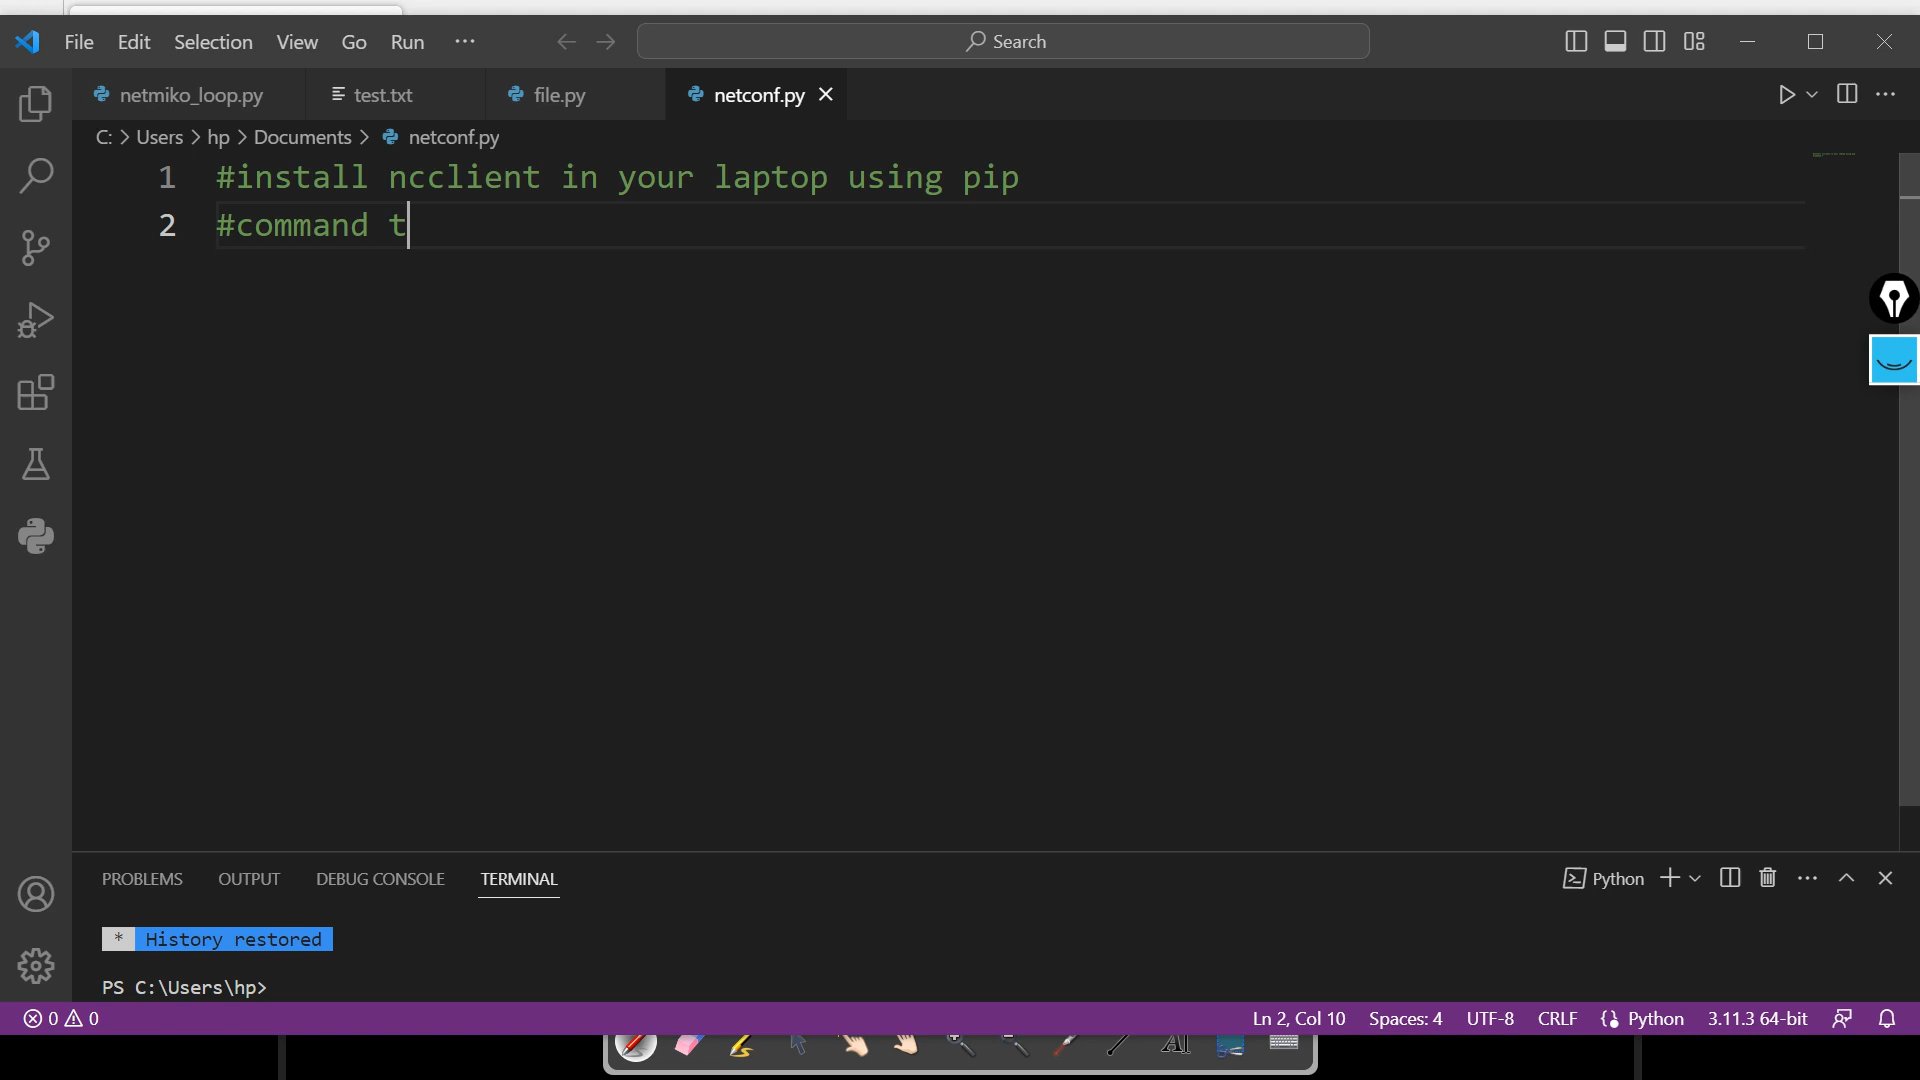 File Edit Selection View Go Run ... Search
netmiko_loop.py test.txt file.py netconf.py
C: > Users > hp > Documents > netconf.py
1 #install ncclient in your laptop using pip
2 #command t
PROBLEMS OUTPUT DEBUG CONSOLE TERMINAL Python
* History restored
PS C:\Users\hp>
0 0 Ln 2, Col 10 Spaces: 4 UTF-8 CRLF Python 3.11.3 64-bit
AI